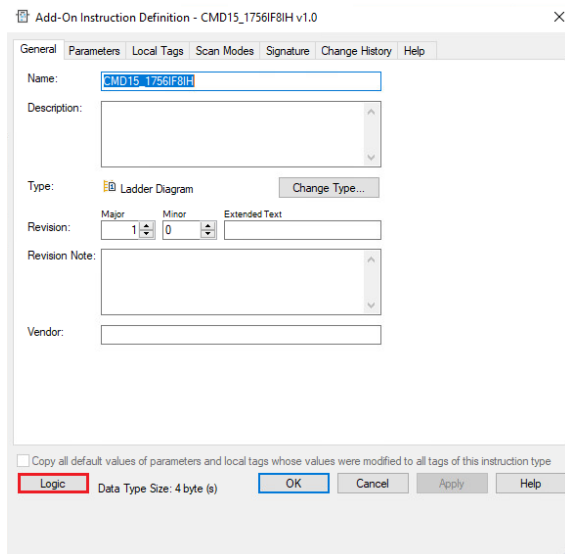 Add-On Instruction Definition - CMD15_1756IF8IH v1.0
General Parameters Local Tags Scan Modes Signature Change History Help
Name: CMD15_1756IF8IH
Description:
Type: Ladder Diagram Change Type...
Major Minor Extended Text
Revision: 1 0
Revision Note:
Vendor:
Copy all default values of parameters and local tags whose values were modified to all tags of this instruction type
Logic Data Type Size: 4 byte (s) OK Cancel Apply Help